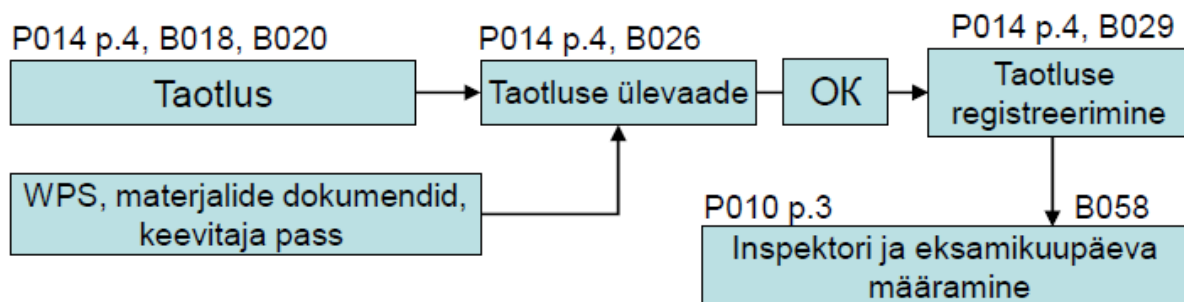 P014 p.4, B018, B020
Taotlus
P014 p.4, B026
Taotluse ülevaade
OK
P014 p.4, B029
Taotluse
registreerimine
WPS, materjalide dokumendid,
keevitaja pass
P010 p.3
B058
Inspektori ja eksamikuupäeva
määramine